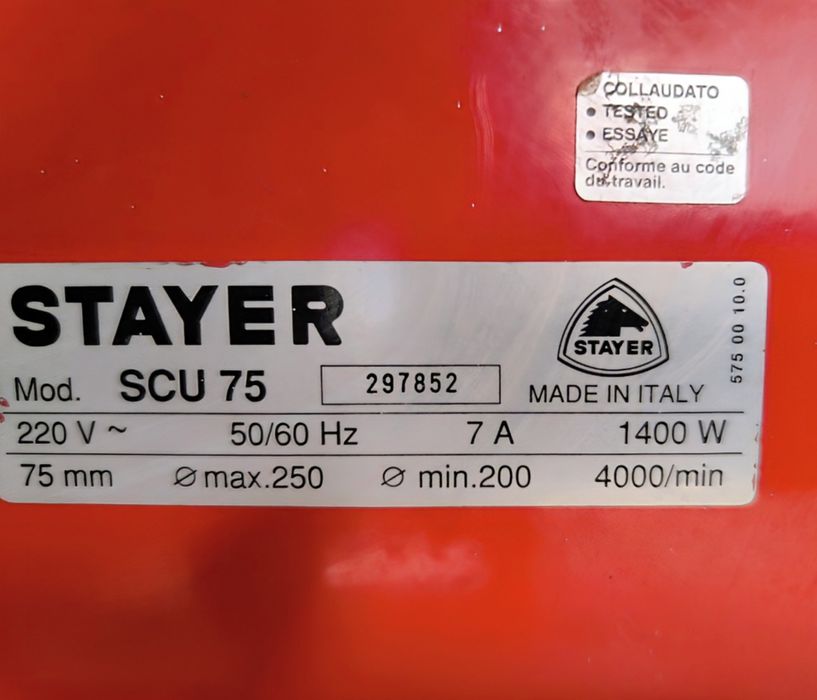 COLLAUDATO
• TESTED
• ESSAYE
Conforme au code
du travail.
STAYER
STAYER
575 00 10.0
Mod. SCU 75 297852 MADE IN ITALY
220 V ~ 50/60 Hz 7 A 1400 W
75 mm ⌀ max.250 ⌀ min.200 4000/min